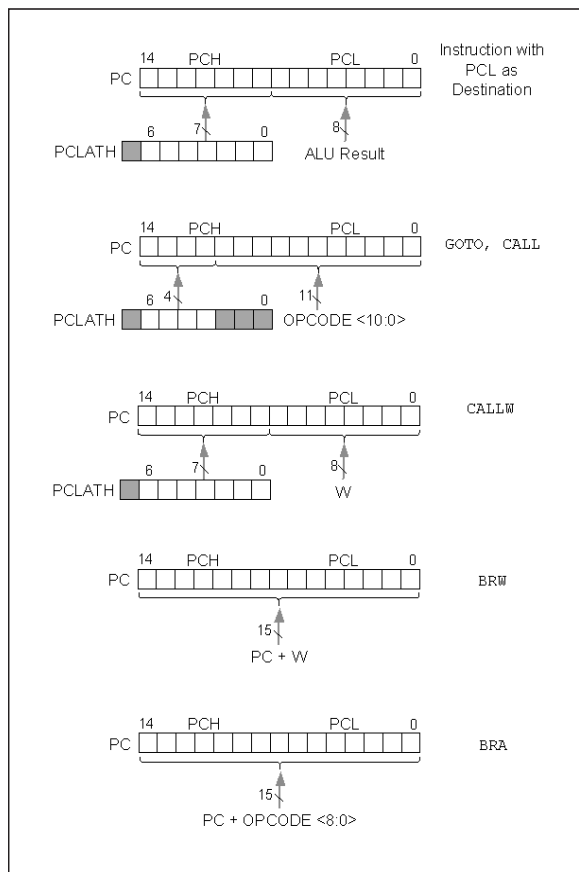 14 PCH PCL 0
Instruction with
PCL as
Destination
PC
7 8
6 0
PCLATH ALU Result
14 PCH PCL 0
GOTO, CALL
PC
4 11
6 0
PCLATH OPCODE <10:0>
14 PCH PCL 0
CALLW
PC
7 8
6 0
PCLATH W
14 PCH PCL 0
PC BRW
15
PC + W
14 PCH PCL 0
PC BRA
15
PC + OPCODE <8:0>